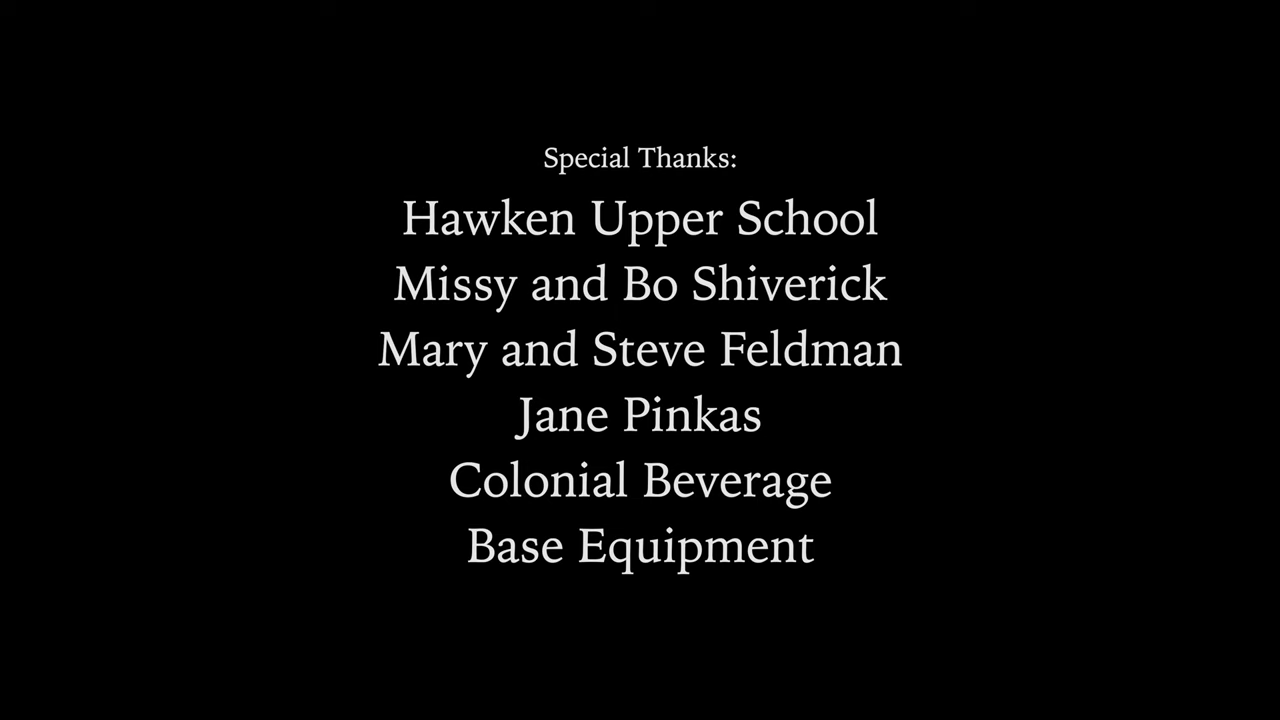 Special Thanks:
Hawken Upper School
Missy and Bo Shiverick
Mary and Steve Feldman
Jane Pinkas
Colonial Beverage
Base Equipment